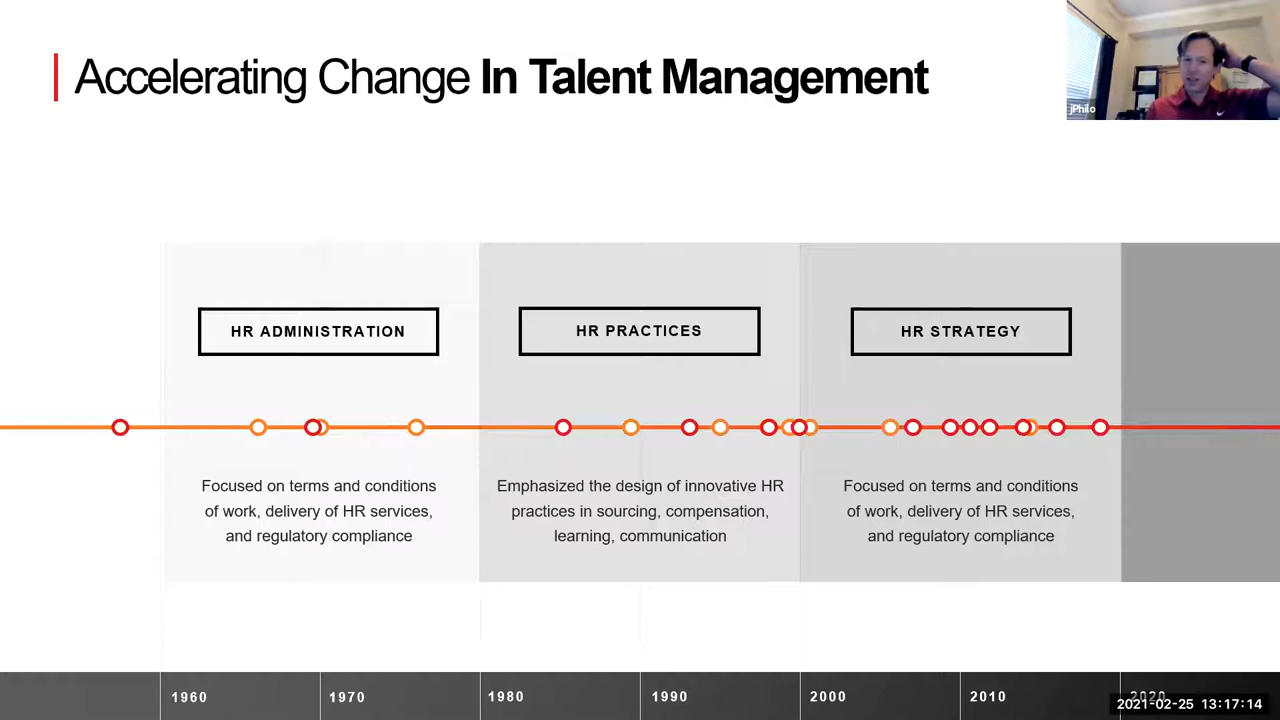 Accelerating Change In Talent Management
jPhilo
HR ADMINISTRATION
HR PRACTICES
HR STRATEGY
Focused on terms and conditions
of work, delivery of HR services,
and regulatory compliance
Emphasized the design of innovative HR
practices in sourcing, compensation,
learning, communication
Focused on terms and conditions
of work, delivery of HR services,
and regulatory compliance
1960 1970 1980 1990 2000 2010 2020
2021-02-25 13:17:14